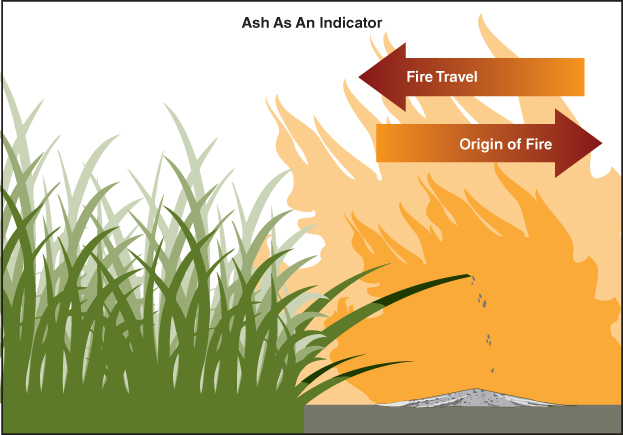 Ash As An Indicator
Fire Travel
Origin of Fire